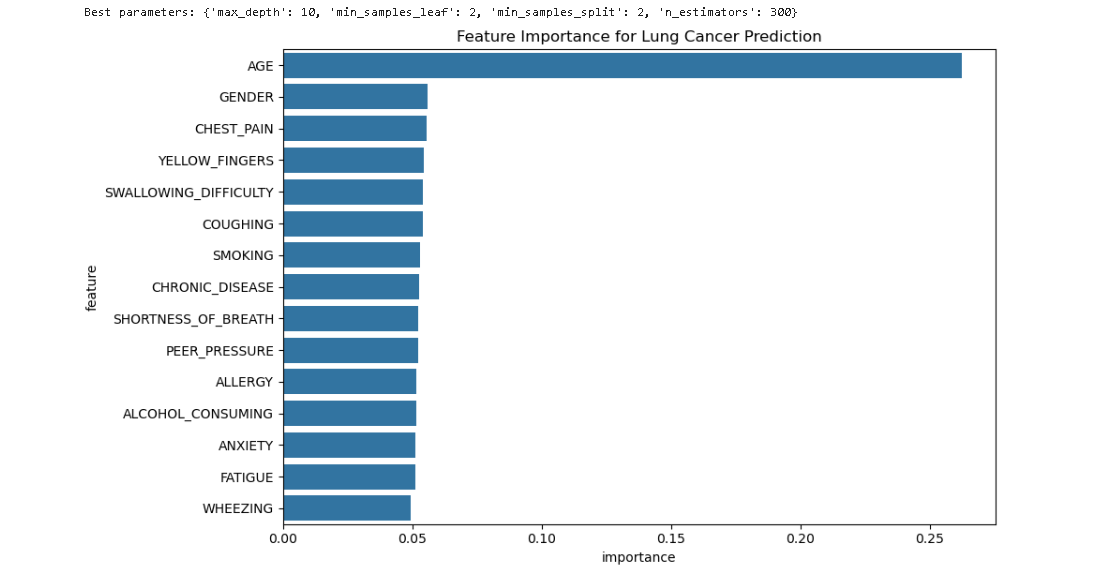 Best parameters: {'max_depth': 10, 'min_samples_leaf': 2, 'min_samples_split': 2, 'n_estimators': 300}
Feature Importance for Lung Cancer Prediction
AGE
GENDER
CHEST_PAIN
YELLOW_FINGERS
SWALLOWING_DIFFICULTY
COUGHING
SMOKING
CHRONIC_DISEASE
SHORTNESS_OF_BREATH
PEER_PRESSURE
ALLERGY
ALCOHOL_CONSUMING
ANXIETY
FATIGUE
WHEEZING
feature
0.00 0.05 0.10 0.15 0.20 0.25
importance